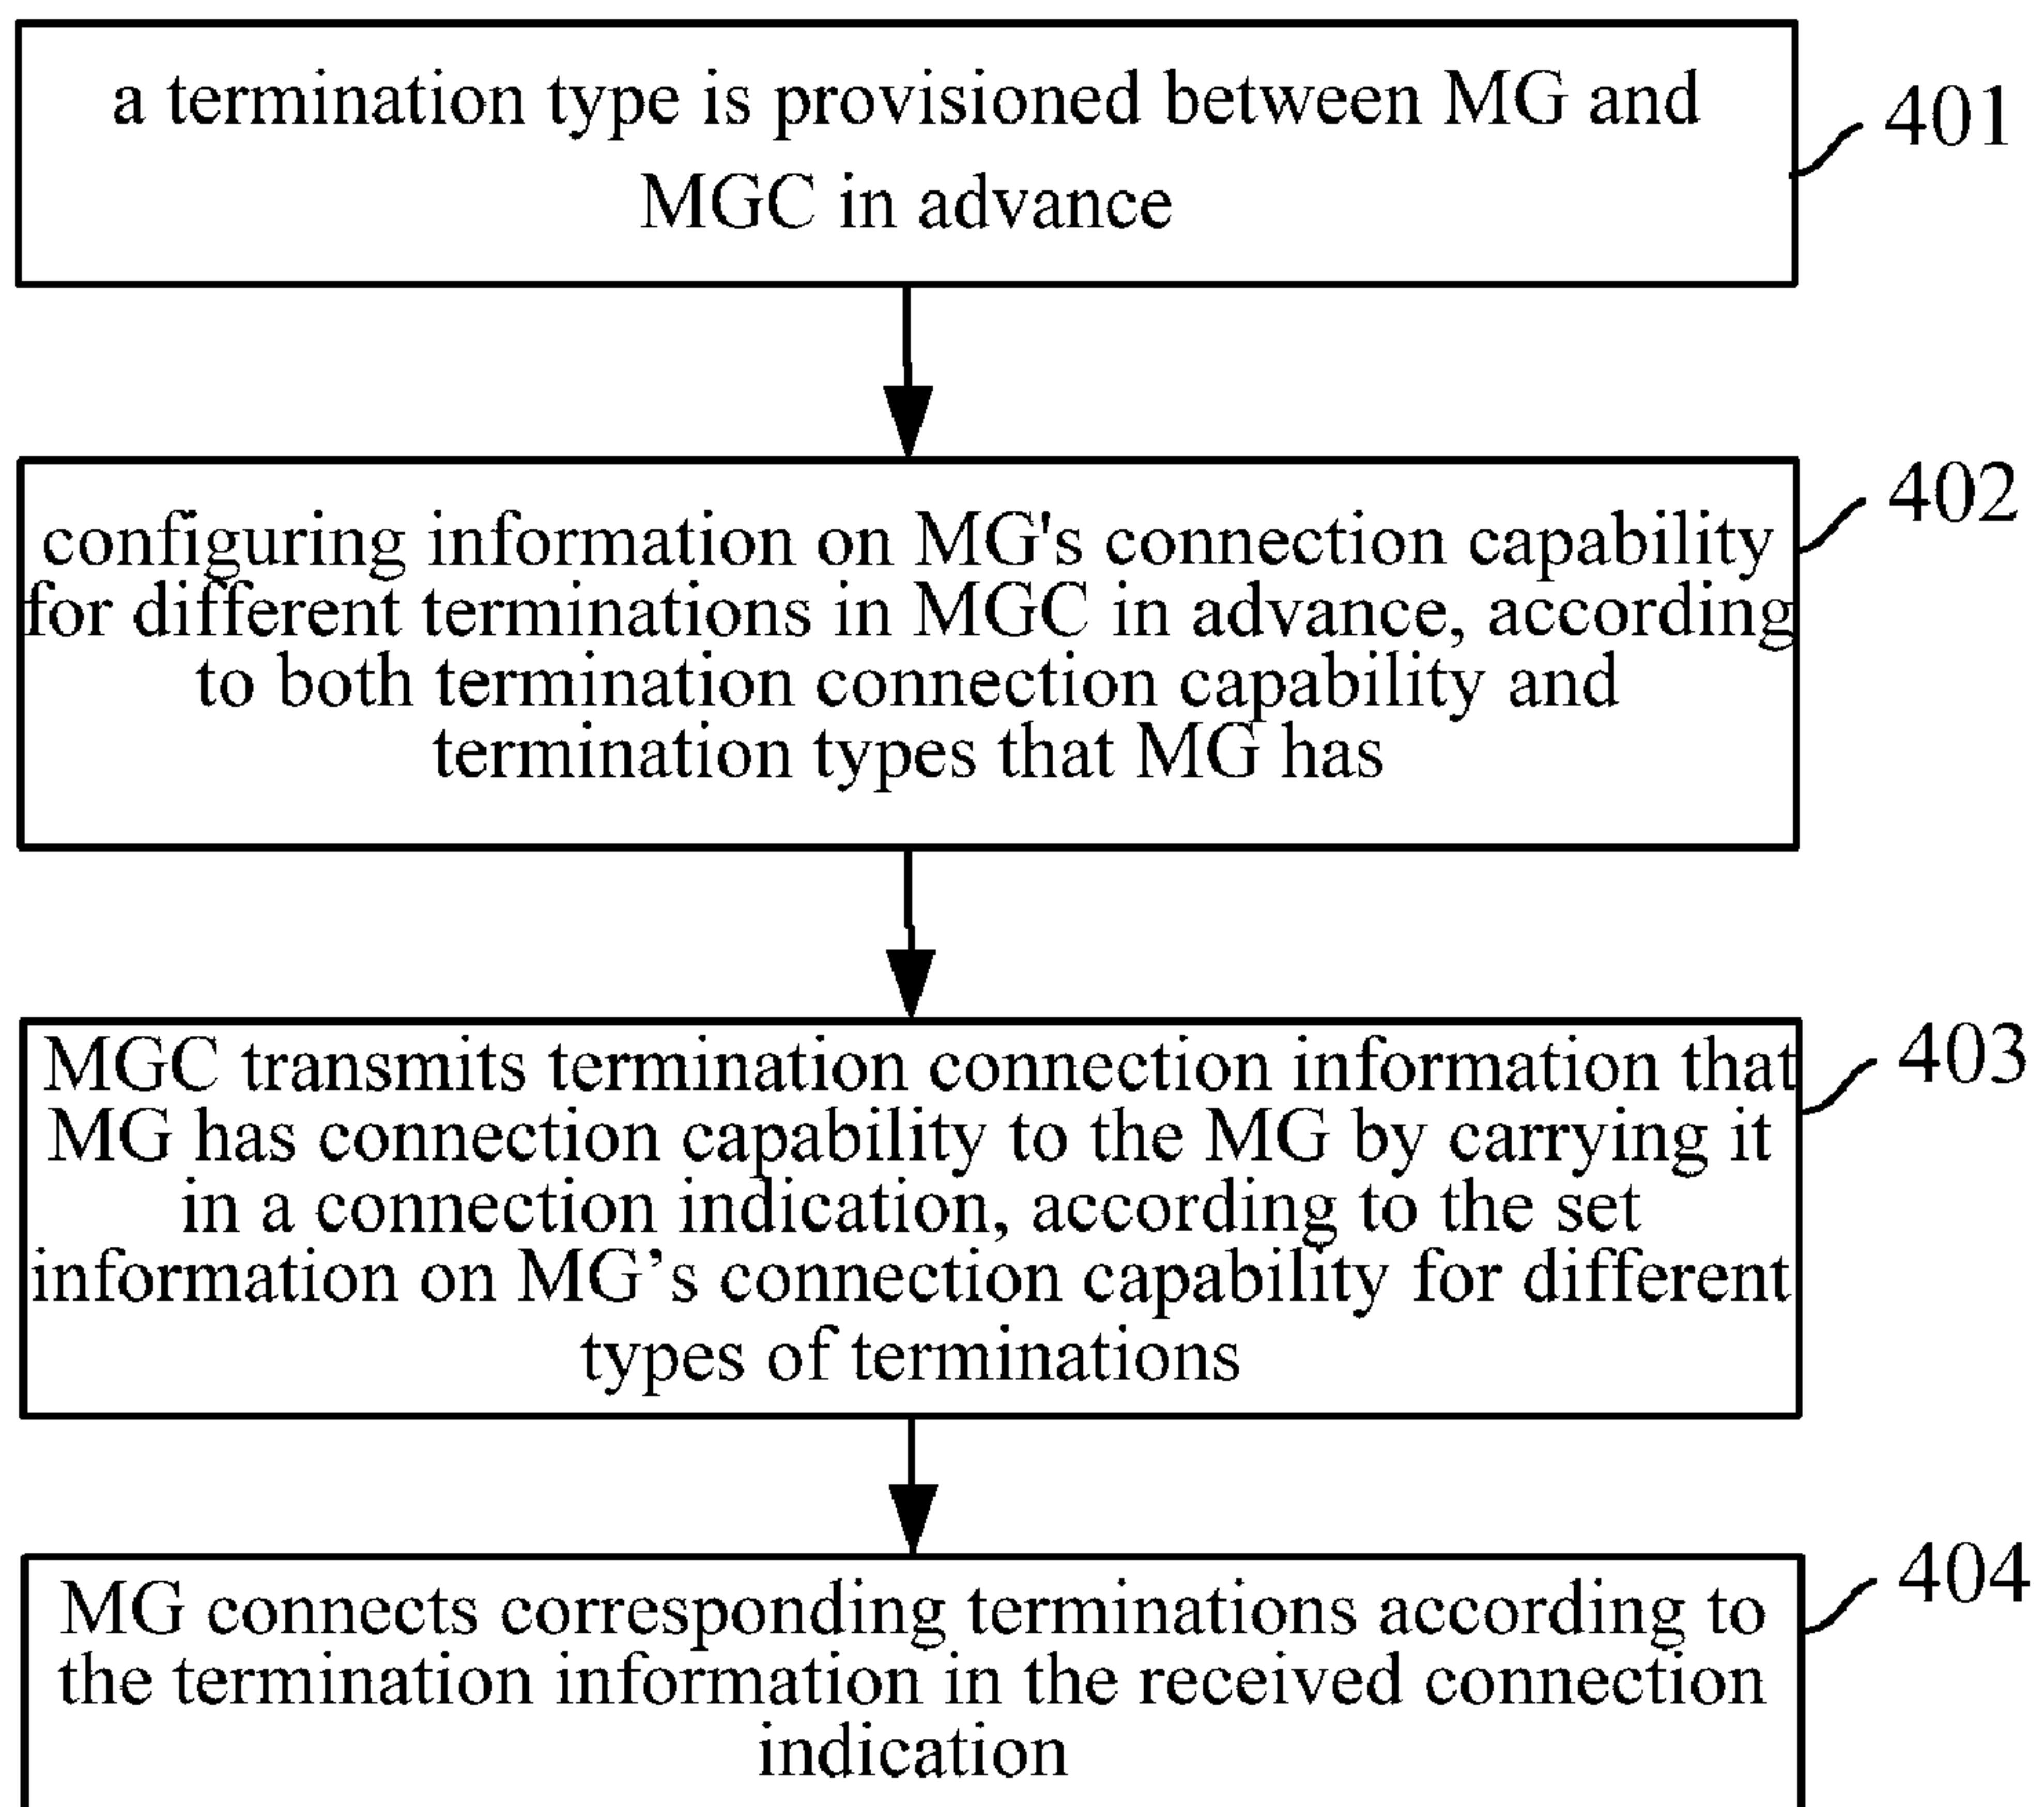 a termination type is provisioned between MG and
MGC in advance
401
configuring information on MG's connection capability
for different terminations in MGC in advance, according
to both termination connection capability and
termination types that MG has
402
MGC transmits termination connection information that
MG has connection capability to the MG by carrying it
in a connection indication, according to the set
information on MG’s connection capability for different
types of terminations
403
MG connects corresponding terminations according to
the termination information in the received connection
indication
404